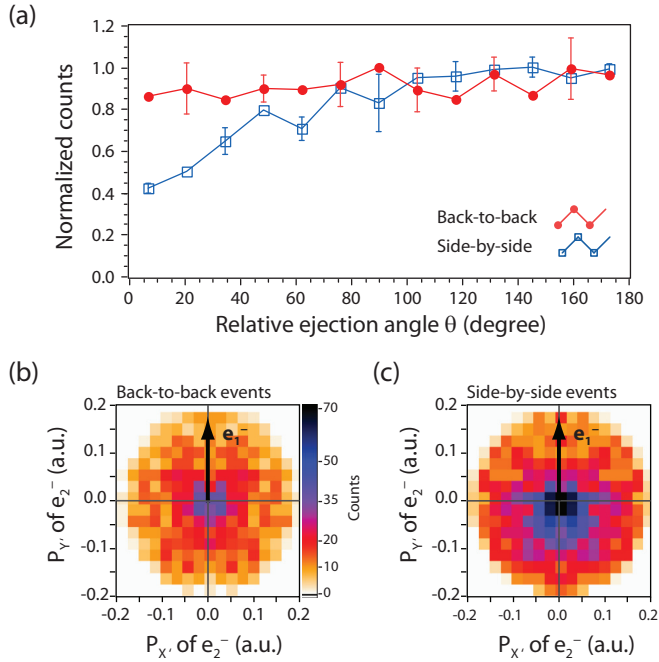 (a)
Normalized counts
1.2
1.0
0.8
0.6
0.4
0.2
0.0
Back-to-back
Side-by-side
0 20 40 60 80 100 120 140 160 180
Relative ejection angle θ (degree)
(b)
Back-to-back events
P_Y' of e₂⁻ (a.u.)
0.2
0.1
0.0
-0.1
-0.2
e₁⁻
70
50
35
20
10
0
Counts
-0.2 -0.1 0.0 0.1 0.2
P_X' of e₂⁻ (a.u.)
(c)
Side-by-side events
P_Y' of e₂⁻ (a.u.)
0.2
0.1
0.0
-0.1
-0.2
e₁⁻
-0.2 -0.1 0.0 0.1 0.2
P_X' of e₂⁻ (a.u.)